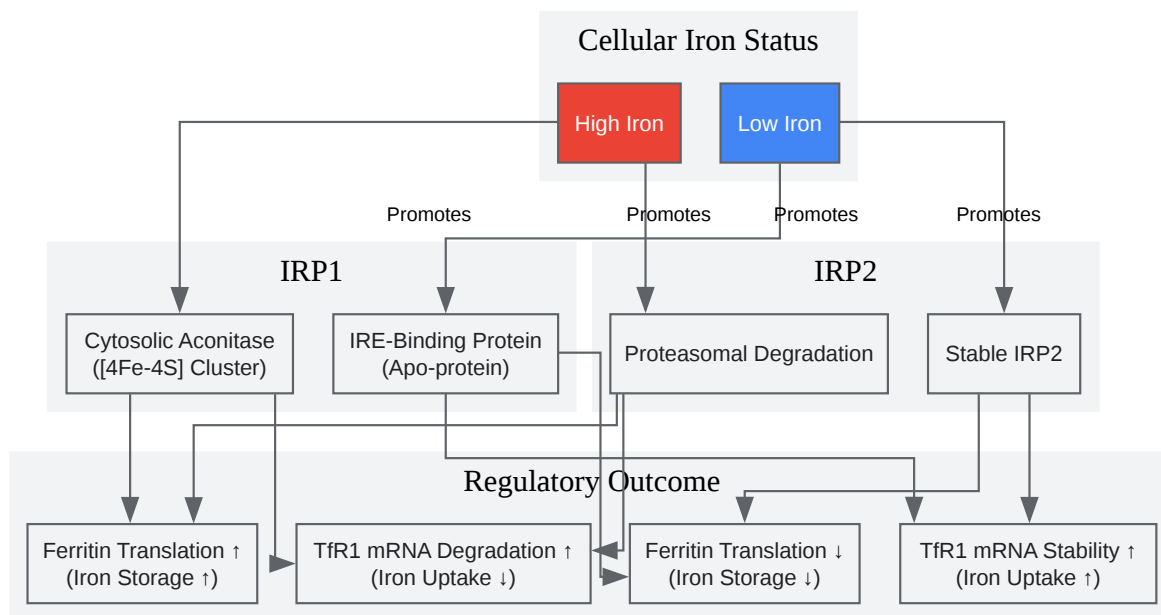 Cellular Iron Status
High Iron
Low Iron
Promotes
Promotes
Promotes
Promotes
IRP1
IRP2
Cytosolic Aconitase
([4Fe-4S] Cluster)
IRE-Binding Protein
(Apo-protein)
Proteasomal Degradation
Stable IRP2
Regulatory Outcome
Ferritin Translation ↑
(Iron Storage ↑)
TfR1 mRNA Degradation ↑
(Iron Uptake ↓)
Ferritin Translation ↓
(Iron Storage ↓)
TfR1 mRNA Stability ↑
(Iron Uptake ↑)